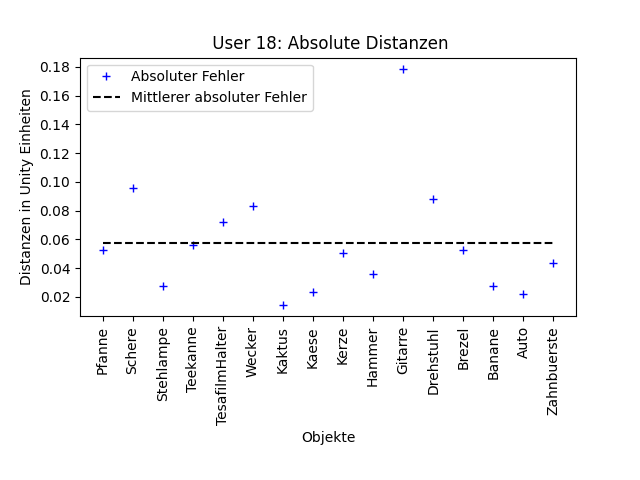 User 18: Absolute Distanzen
Absoluter Fehler
Mittlerer absoluter Fehler
Distanzen in Unity Einheiten
0.18
0.16
0.14
0.12
0.10
0.08
0.06
0.04
0.02
Pfanne
Schere
Stehlampe
Teekanne
TesafilmHalter
Wecker
Kaktus
Kaese
Kerze
Hammer
Gitarre
Drehstuhl
Brezel
Banane
Auto
Zahnbuerste
Objekte